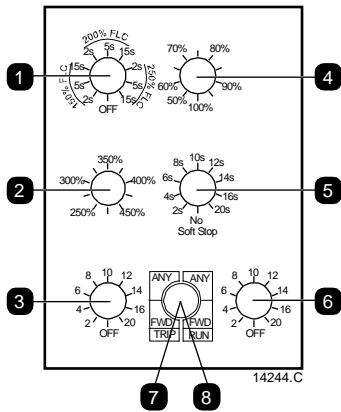 200% FLC
2s 5s 15s
150% FLC 15s 5s 2s
2s 5s 15s 250% FLC
OFF
1
70% 80%
60% 90%
50% 100%
4
350%
300% 400%
250% 450%
2
8s 10s 12s
6s 14s
4s 16s
2s 20s
No
Soft Stop
5
8 10 12
6 14
4 16
2 20
OFF
3
ANY ANY
FWD FWD
TRIP RUN
8 10 12
6 14
4 16
2 20
OFF
6
7 8
14244.C